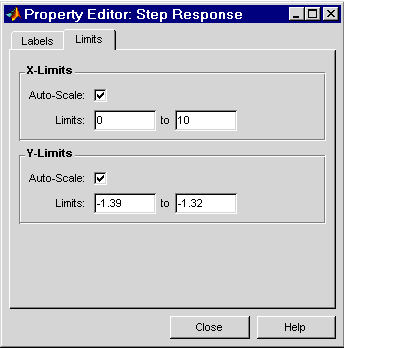 Property Editor: Step Response
Labels Limits
X-Limits
Auto-Scale:
Limits: 0 to 10
Y-Limits
Auto-Scale:
Limits: -1.39 to -1.32
Close Help